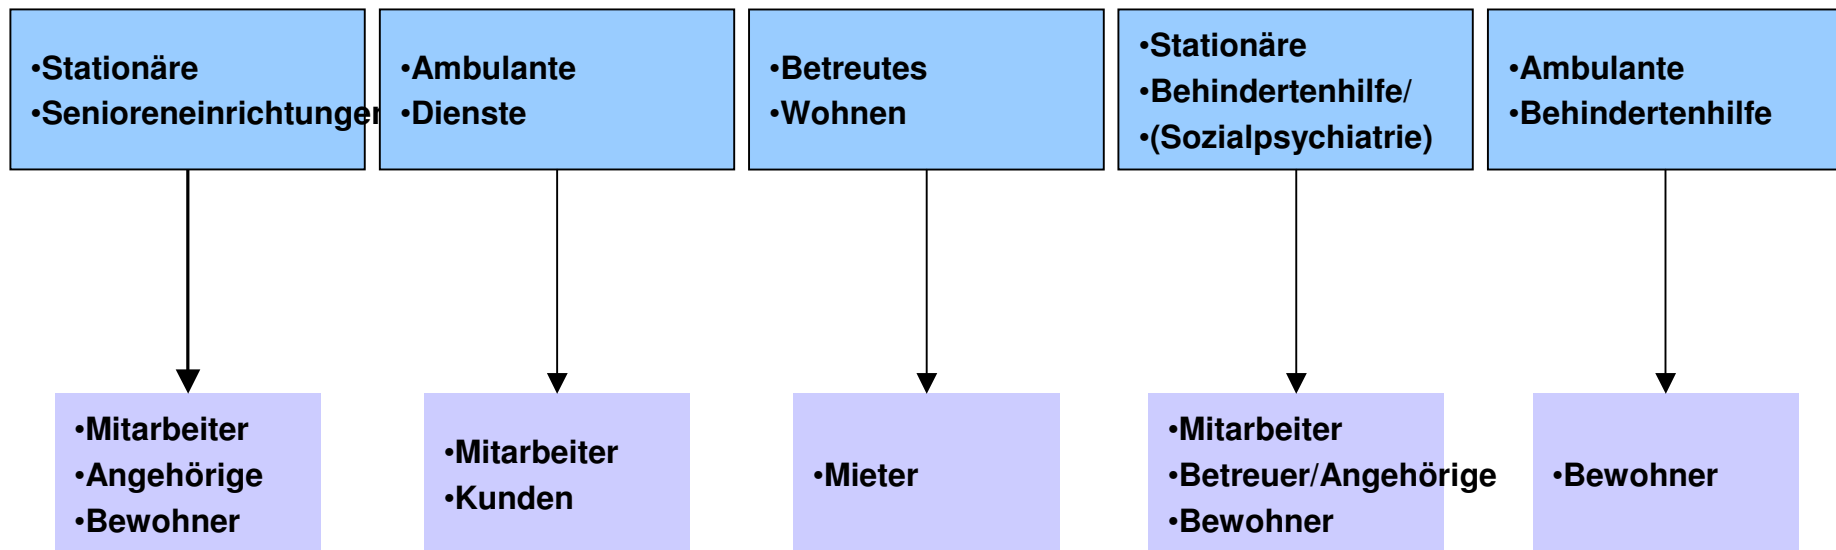 •Stationäre
•Senioreneinrichtungen
•Ambulante
•Dienste
•Betreutes
•Wohnen
•Stationäre
•Behindertenhilfe/
•(Sozialpsychiatrie)
•Ambulante
•Behindertenhilfe
•Mitarbeiter
•Angehörige
•Bewohner
•Mitarbeiter
•Kunden
•Mieter
•Mitarbeiter
•Betreuer/Angehörige
•Bewohner
•Bewohner